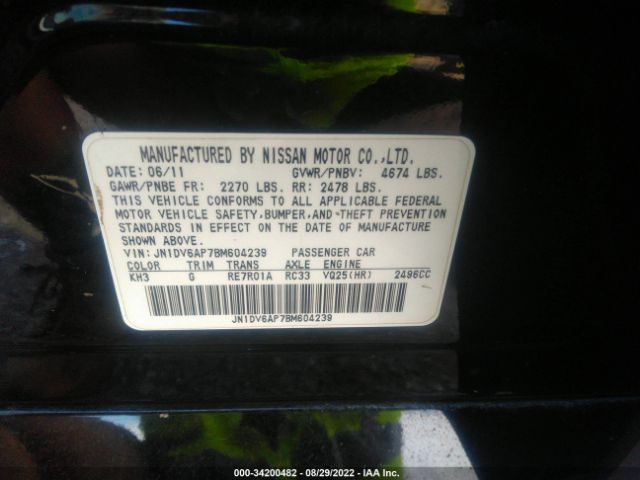 MANUFACTURED BY NISSAN MOTOR CO.,LTD.
DATE: 06/11 GVWR/PNBV: 4674 LBS.
GAWR/PNBE FR: 2270 LBS. RR: 2478 LBS.
THIS VEHICLE CONFORMS TO ALL APPLICABLE FEDERAL
MOTOR VEHICLE SAFETY,BUMPER,AND THEFT PREVENTION
STANDARDS IN EFFECT ON THE DATE OF MANUFACTURE
SHOWN ABOVE.
VIN: JN1DV6AP7BM604239 PASSENGER CAR
COLOR TRIM TRANS AXLE ENGINE
KH3 G RE7R01A RC33 VQ25(HR) 2496CC
JN1DV6AP7BM604239
000-34200482 - 08/29/2022 - IAA Inc.